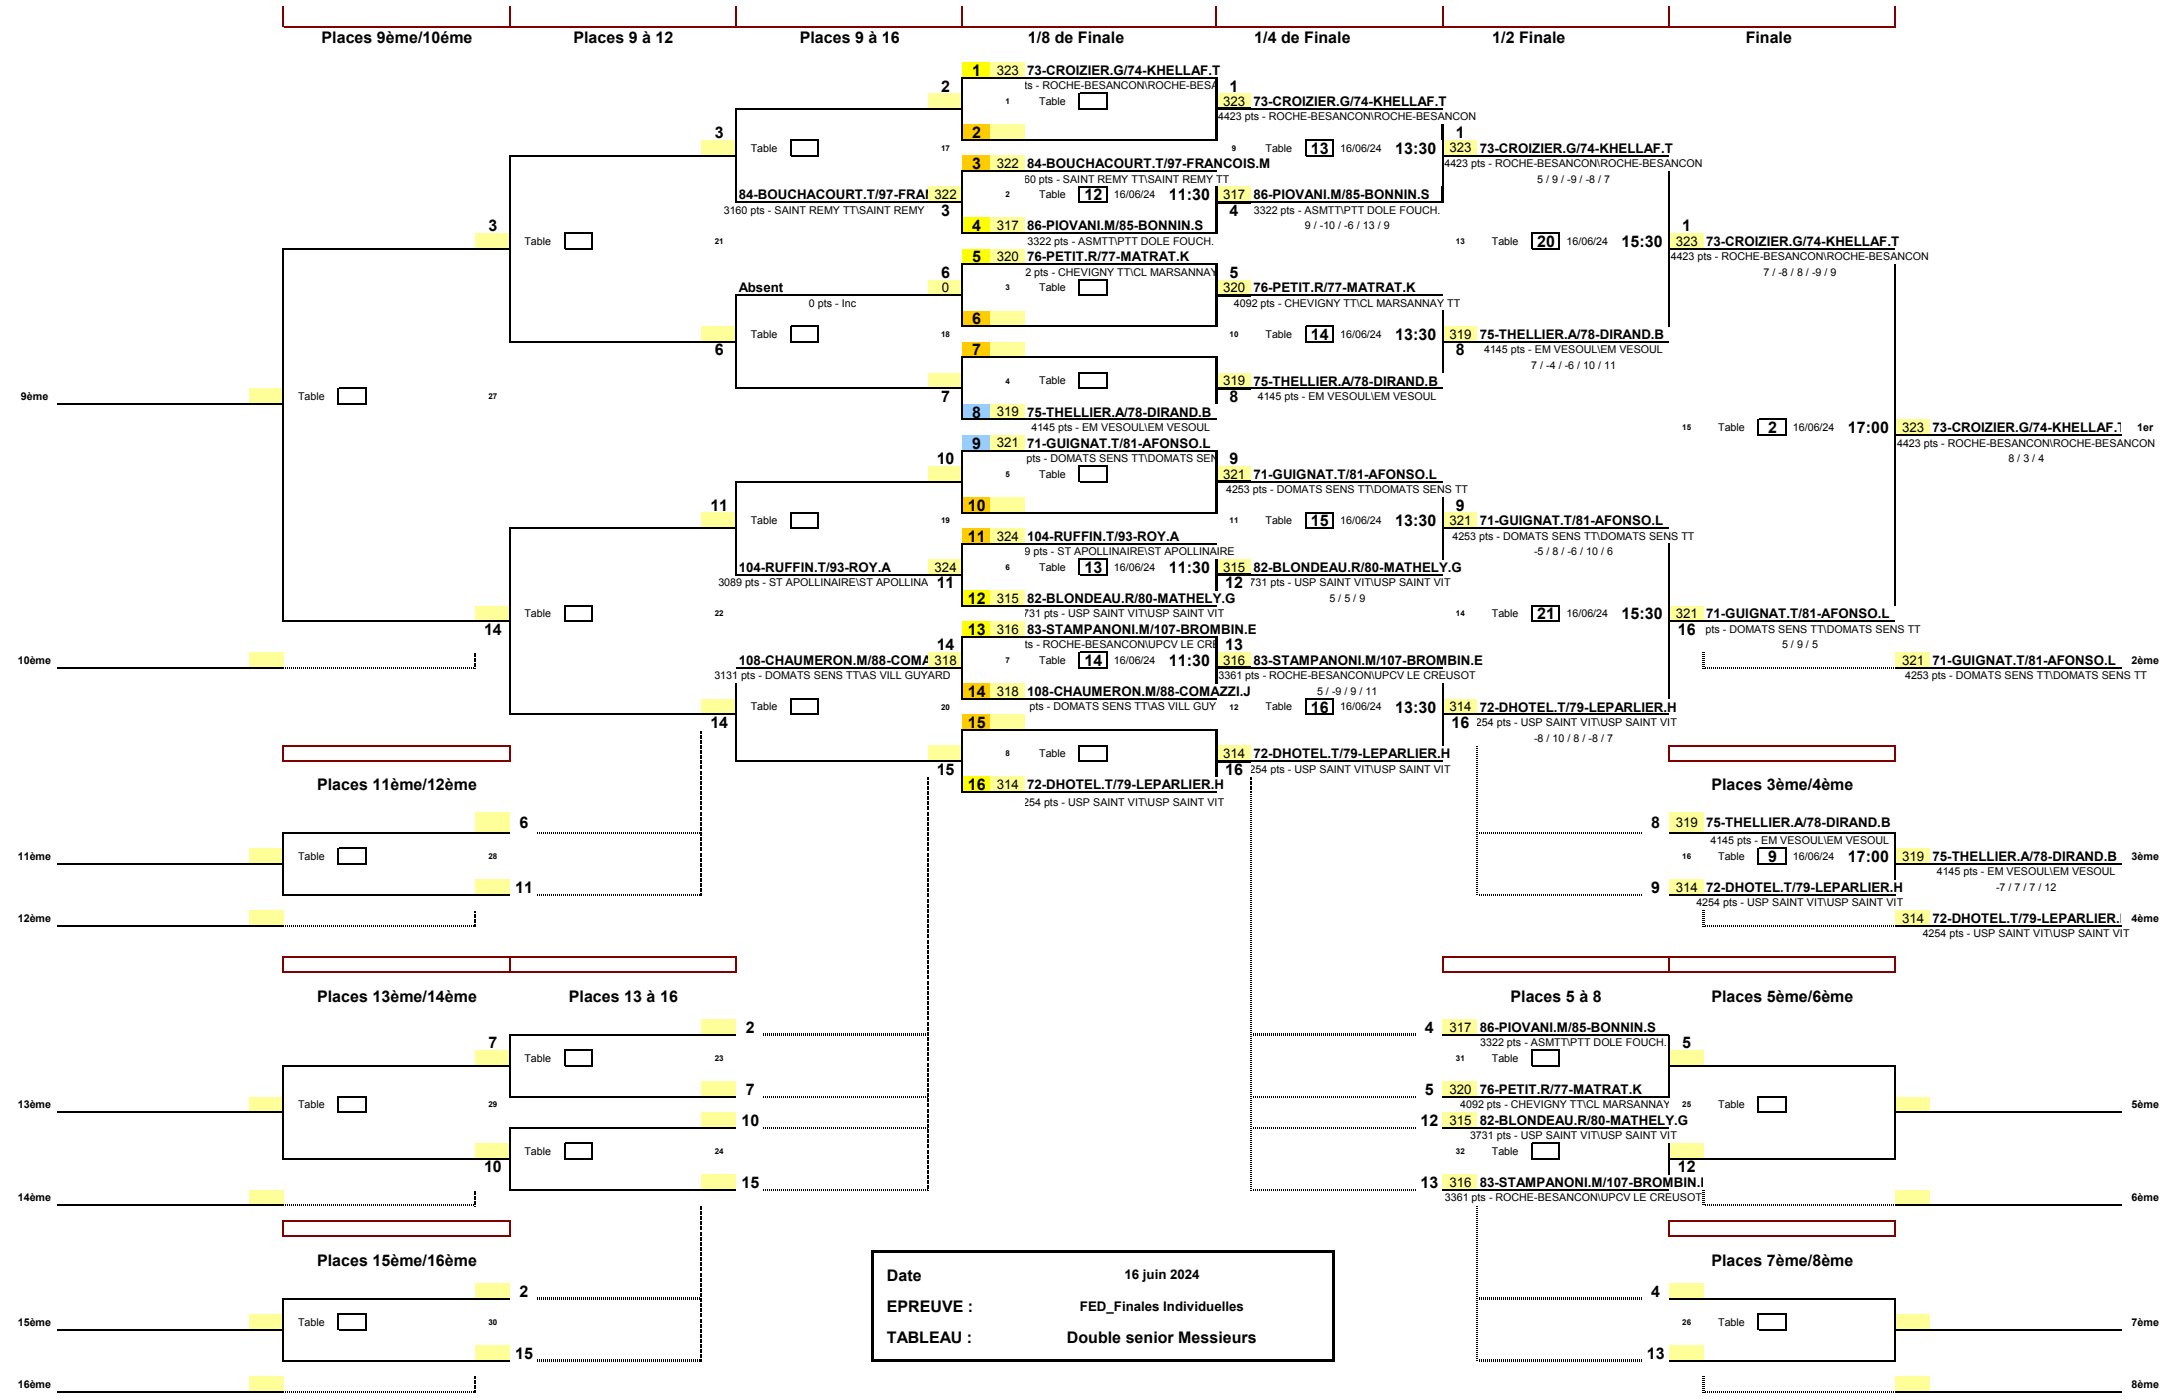 Places 9ème/10éme Places 9 à 12 Places 9 à 16 1/8 de Finale 1/4 de Finale 1/2 Finale Finale
1 323 73-CROIZIER.G/74-KHELLAF.T
2 ts - ROCHE-BESANCON\ROCHE-BESA 1
1 Table 323 73-CROIZIER.G/74-KHELLAF.T
4423 pts - ROCHE-BESANCON\ROCHE-BESANCON
3 2 1
Table 17 9 Table 13 16/06/24 13:30 323 73-CROIZIER.G/74-KHELLAF.T
3 322 84-BOUCHACOURT.T/97-FRANCOIS.M 4423 pts - ROCHE-BESANCON\ROCHE-BESANCON
60 pts - SAINT REMY TT\SAINT REMY TT 5 / 9 / -9 / -8 / 7
84-BOUCHACOURT.T/97-FRAI 322 2 Table 12 16/06/24 11:30 317 86-PIOVANI.M/85-BONNIN.S
3160 pts - SAINT REMY TT\SAINT REMY 3 4 3322 pts - ASMTT\PTT DOLE FOUCH.
3 4 317 86-PIOVANI.M/85-BONNIN.S 9 / -10 / -6 / 13 / 9 1
Table 21 3322 pts - ASMTT\PTT DOLE FOUCH. 13 Table 20 16/06/24 15:30 323 73-CROIZIER.G/74-KHELLAF.T
5 320 76-PETIT.R/77-MATRAT.K 4423 pts - ROCHE-BESANCON\ROCHE-BESANCON
6 2 pts - CHEVIGNY TT\CL MARSANNAY 5 7 / -8 / 8 / -9 / 9
Absent 0 3 Table 320 76-PETIT.R/77-MATRAT.K
0 pts - Inc 4092 pts - CHEVIGNY TT\CL MARSANNAY TT
6
Table 18 10 Table 14 16/06/24 13:30 319 75-THELLIER.A/78-DIRAND.B
6 7 8 4145 pts - EM VESOUL\EM VESOUL
7 / -4 / -6 / 10 / 11
4 Table 319 75-THELLIER.A/78-DIRAND.B
9ème Table 27 7 8 4145 pts - EM VESOUL\EM VESOUL
8 319 75-THELLIER.A/78-DIRAND.B
4145 pts - EM VESOUL\EM VESOUL 15 Table 2 16/06/24 17:00 323 73-CROIZIER.G/74-KHELLAF.T 1er
9 321 71-GUIGNAT.T/81-AFONSO.L 4423 pts - ROCHE-BESANCON\ROCHE-BESANCON
10 pts - DOMATS SENS TT\DOMATS SEN 9 8 / 3 / 4
5 Table 321 71-GUIGNAT.T/81-AFONSO.L
4253 pts - DOMATS SENS TT\DOMATS SENS TT
11 10 9
Table 19 11 Table 15 16/06/24 13:30 321 71-GUIGNAT.T/81-AFONSO.L
11 324 104-RUFFIN.T/93-ROY.A 4253 pts - DOMATS SENS TT\DOMATS SENS TT
9 pts - ST APOLLINAIRE\ST APOLLINAIRE -5 / 8 / -6 / 10 / 6
104-RUFFIN.T/93-ROY.A 324 6 Table 13 16/06/24 11:30 315 82-BLONDEAU.R/80-MATHELY.G
3089 pts - ST APOLLINAIRE\ST APOLLINA 11 12 731 pts - USP SAINT VIT\USP SAINT VIT
12 315 82-BLONDEAU.R/80-MATHELY.G 5 / 5 / 9
Table 22 731 pts - USP SAINT VIT\USP SAINT VIT 14 Table 21 16/06/24 15:30 321 71-GUIGNAT.T/81-AFONSO.L
14 13 316 83-STAMPANONI.M/107-BROMBIN.E 16 pts - DOMATS SENS TT\DOMATS SENS TT
14 ts - ROCHE-BESANCON\UPCV LE CRE 13 5 / 9 / 5
10ème 108-CHAUMERON.M/88-COMA 318 7 Table 14 16/06/24 11:30 316 83-STAMPANONI.M/107-BROMBIN.E 321 71-GUIGNAT.T/81-AFONSO.L 2ème
3131 pts - DOMATS SENS TT\AS VILL GUYARD 3361 pts - ROCHE-BESANCON\UPCV LE CREUSOT 4253 pts - DOMATS SENS TT\DOMATS SENS TT
14 318 108-CHAUMERON.M/88-COMAZZI.J 5 / -9 / 9 / 11
Table 20 pts - DOMATS SENS TT\AS VILL GUY 12 Table 16 16/06/24 13:30 314 72-DHOTEL.T/79-LEPARLIER.H
14 15 16 254 pts - USP SAINT VIT\USP SAINT VIT
-8 / 10 / 8 / -8 / 7
8 Table 314 72-DHOTEL.T/79-LEPARLIER.H
15 16 254 pts - USP SAINT VIT\USP SAINT VIT
Places 11ème/12ème 16 314 72-DHOTEL.T/79-LEPARLIER.H Places 3ème/4ème
254 pts - USP SAINT VIT\USP SAINT VIT
6 8 319 75-THELLIER.A/78-DIRAND.B
4145 pts - EM VESOUL\EM VESOUL
11ème Table 28 16 Table 9 16/06/24 17:00 319 75-THELLIER.A/78-DIRAND.B 3ème
4145 pts - EM VESOUL\EM VESOUL
11 9 314 72-DHOTEL.T/79-LEPARLIER.H -7 / 7 / 7 / 12
4254 pts - USP SAINT VIT\USP SAINT VIT
12ème 314 72-DHOTEL.T/79-LEPARLIER. 4ème
4254 pts - USP SAINT VIT\USP SAINT VIT
Places 13ème/14ème Places 13 à 16 Places 5 à 8 Places 5ème/6ème
2 4 317 86-PIOVANI.M/85-BONNIN.S
7 3322 pts - ASMTT\PTT DOLE FOUCH. 5
Table 23 31 Table
7 5 320 76-PETIT.R/77-MATRAT.K
13ème Table 29 4092 pts - CHEVIGNY TT\CL MARSANNAY 25 Table 5ème
10 12 315 82-BLONDEAU.R/80-MATHELY.G
3731 pts - USP SAINT VIT\USP SAINT VIT
Table 24 32 Table
10 12
15 13 316 83-STAMPANONI.M/107-BROMBIN.
14ème 3361 pts - ROCHE-BESANCON\UPCV LE CREUSOT 6ème
Places 15ème/16ème Places 7ème/8ème
Date 16 juin 2024
2 4
EPREUVE : FED_Finales Individuelles
15ème Table 30 26 Table 7ème
TABLEAU : Double senior Messieurs
15 13
16ème 8ème